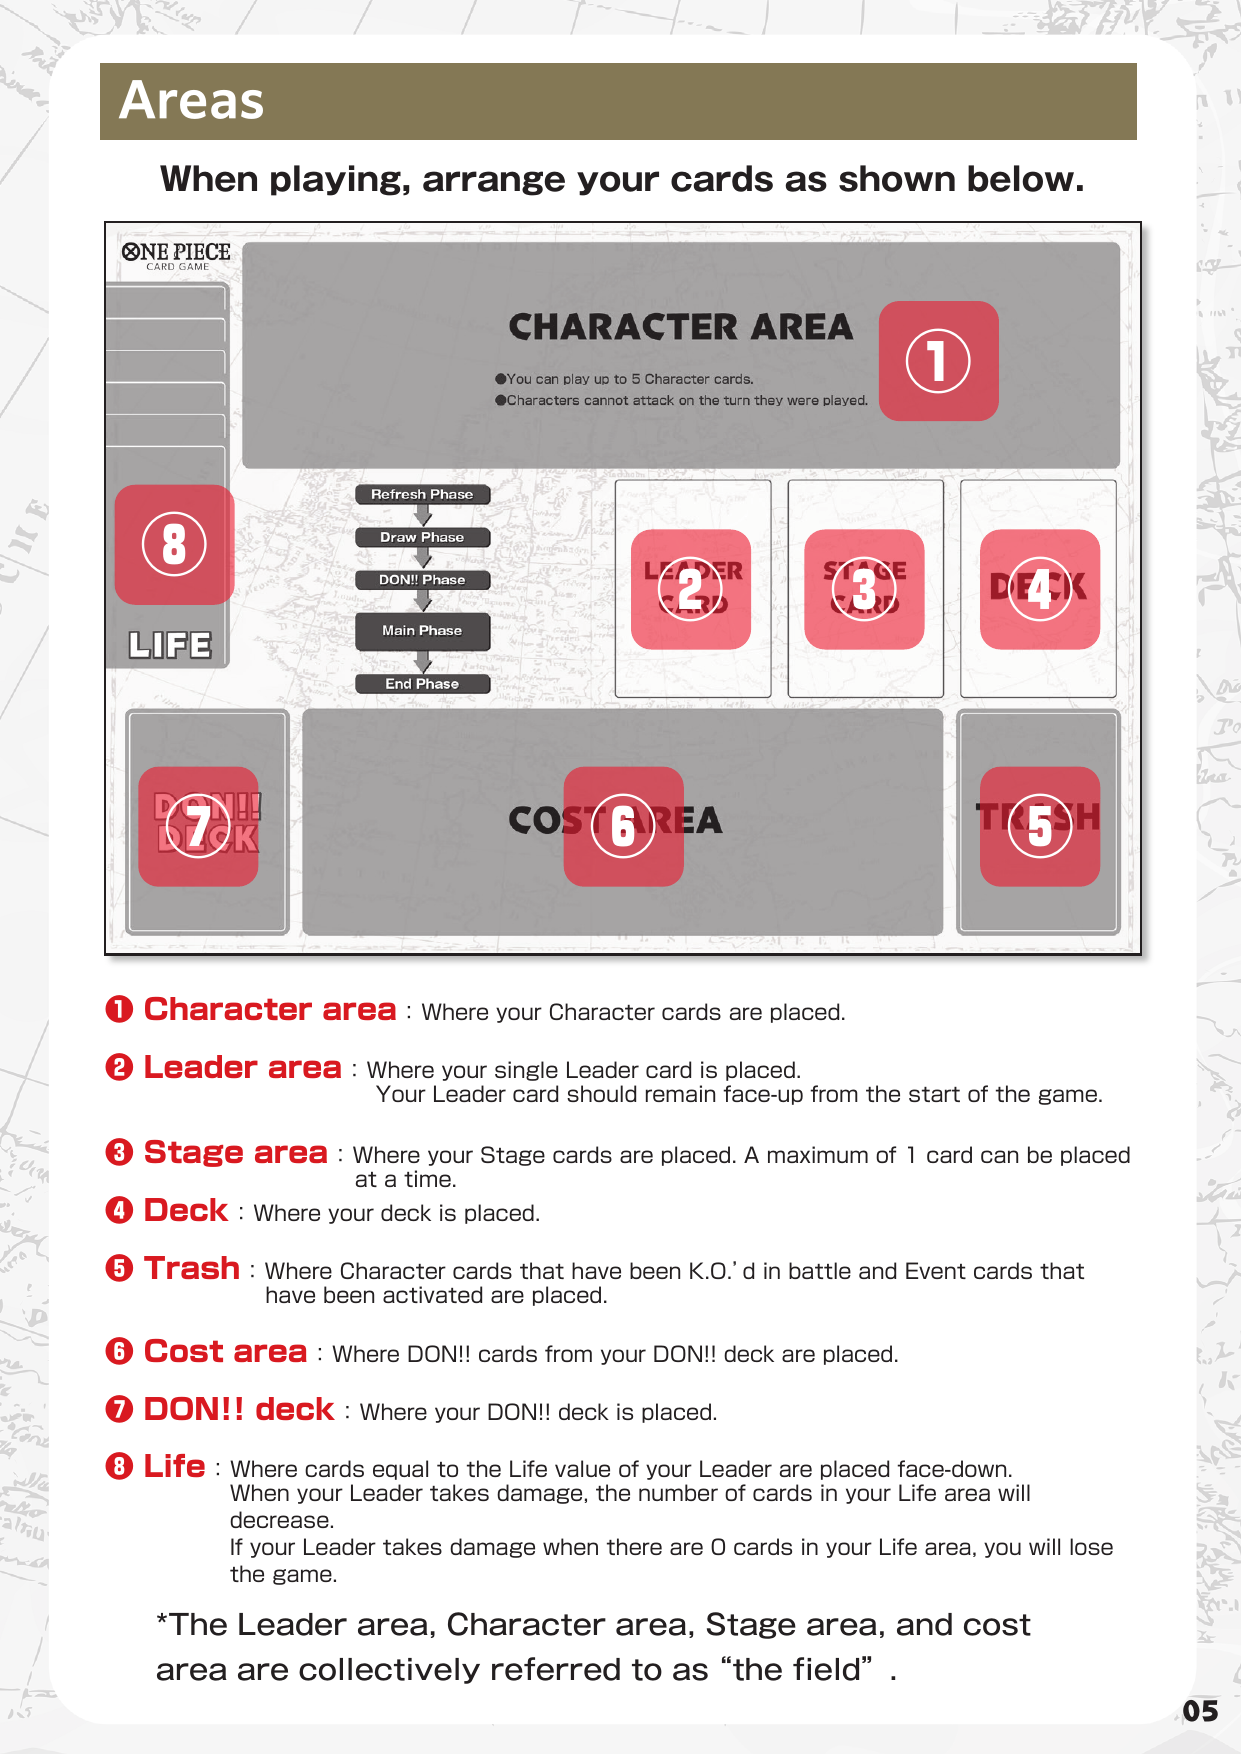 Areas
When playing, arrange your cards as shown below.
ONE PIECE
CARD GAME
CHARACTER AREA
①
●You can play up to 5 Character cards.
●Characters cannot attack on the turn they were played.
⑧
LIFE
Refresh Phase
Draw Phase
DON!! Phase
Main Phase
End Phase
LEADER CARD
②
STAGE CARD
③
DECK
④
DON!! DECK
⑦
COST AREA
⑥
TRASH
⑤
❶ Character area : Where your Character cards are placed.
❷ Leader area : Where your single Leader card is placed.
Your Leader card should remain face-up from the start of the game.
❸ Stage area : Where your Stage cards are placed. A maximum of 1 card can be placed
at a time.
❹ Deck : Where your deck is placed.
❺ Trash : Where Character cards that have been K.O.’d in battle and Event cards that
have been activated are placed.
❻ Cost area : Where DON!! cards from your DON!! deck are placed.
❼ DON!! deck : Where your DON!! deck is placed.
❽ Life : Where cards equal to the Life value of your Leader are placed face-down.
When your Leader takes damage, the number of cards in your Life area will
decrease.
If your Leader takes damage when there are 0 cards in your Life area, you will lose
the game.
*The Leader area, Character area, Stage area, and cost
area are collectively referred to as “the field” .
05